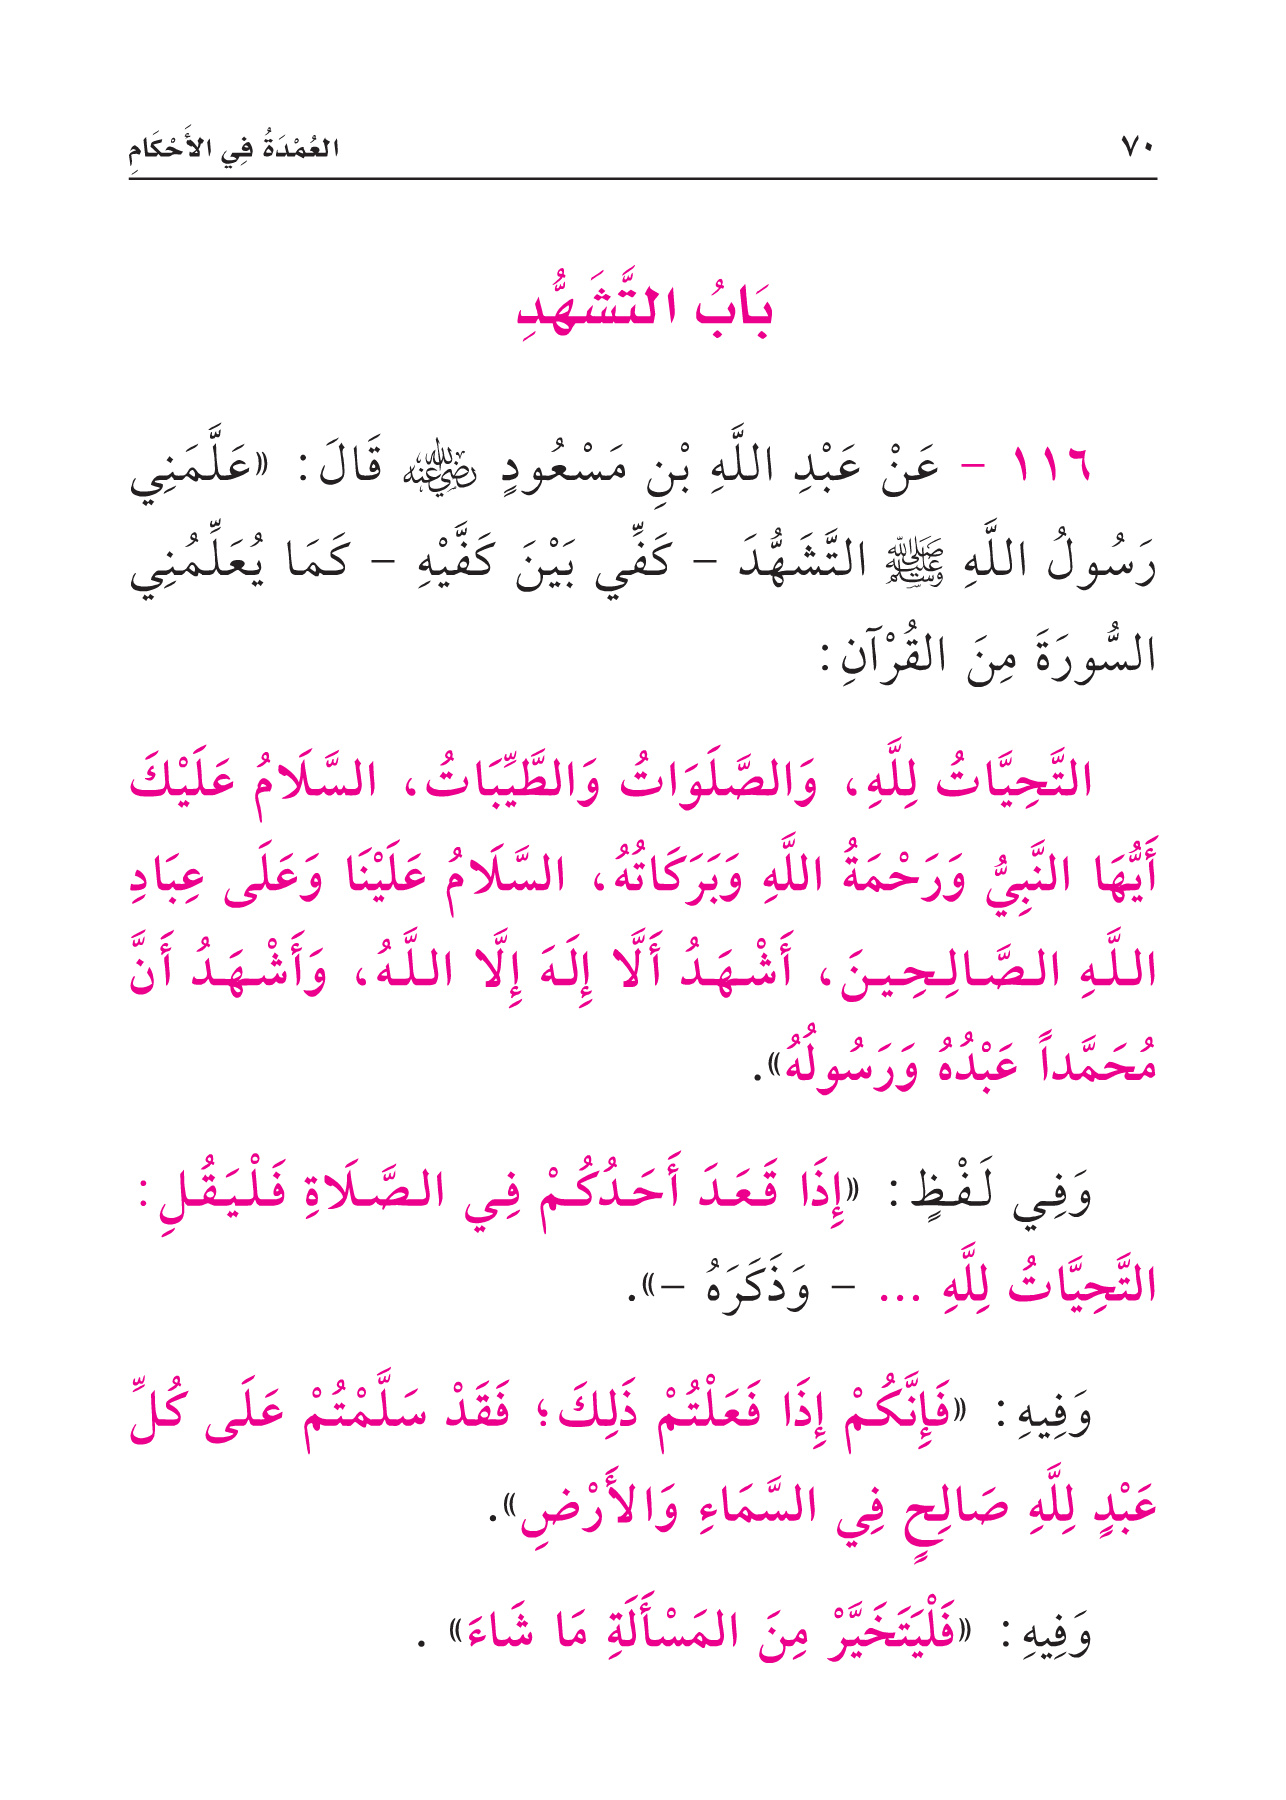 ٧٠
العُمْدَةُ فِي الأَحْكَامِ
بَابُ التَّشَهُّدِ
١١٦ – عَنْ عَبْدِ اللَّهِ بْنِ مَسْعُودٍ رضي الله عنه قَالَ: «عَلَّمَنِي
رَسُولُ اللَّهِ ﷺ التَّشَهُّدَ – كَفِّي بَيْنَ كَفَّيْهِ – كَمَا يُعَلِّمُنِي
السُّورَةَ مِنَ القُرْآنِ:
التَّحِيَّاتُ لِلَّهِ، وَالصَّلَوَاتُ وَالطَّيِّبَاتُ، السَّلَامُ عَلَيْكَ
أَيُّهَا النَّبِيُّ وَرَحْمَةُ اللَّهِ وَبَرَكَاتُهُ، السَّلَامُ عَلَيْنَا وَعَلَى عِبَادِ
اللَّهِ الصَّالِحِينَ، أَشْهَدُ أَلَّا إِلَهَ إِلَّا اللَّهُ، وَأَشْهَدُ أَنَّ
مُحَمَّداً عَبْدُهُ وَرَسُولُهُ».
وَفِي لَفْظٍ: «إِذَا قَعَدَ أَحَدُكُمْ فِي الصَّلَاةِ فَلْيَقُلِ:
التَّحِيَّاتُ لِلَّهِ ... – وَذَكَرَهُ –».
وَفِيهِ: «فَإِنَّكُمْ إِذَا فَعَلْتُمْ ذَلِكَ؛ فَقَدْ سَلَّمْتُمْ عَلَى كُلِّ
عَبْدٍ لِلَّهِ صَالِحٍ فِي السَّمَاءِ وَالأَرْضِ».
وَفِيهِ: «فَلْيَتَخَيَّرْ مِنَ المَسْأَلَةِ مَا شَاءَ» .